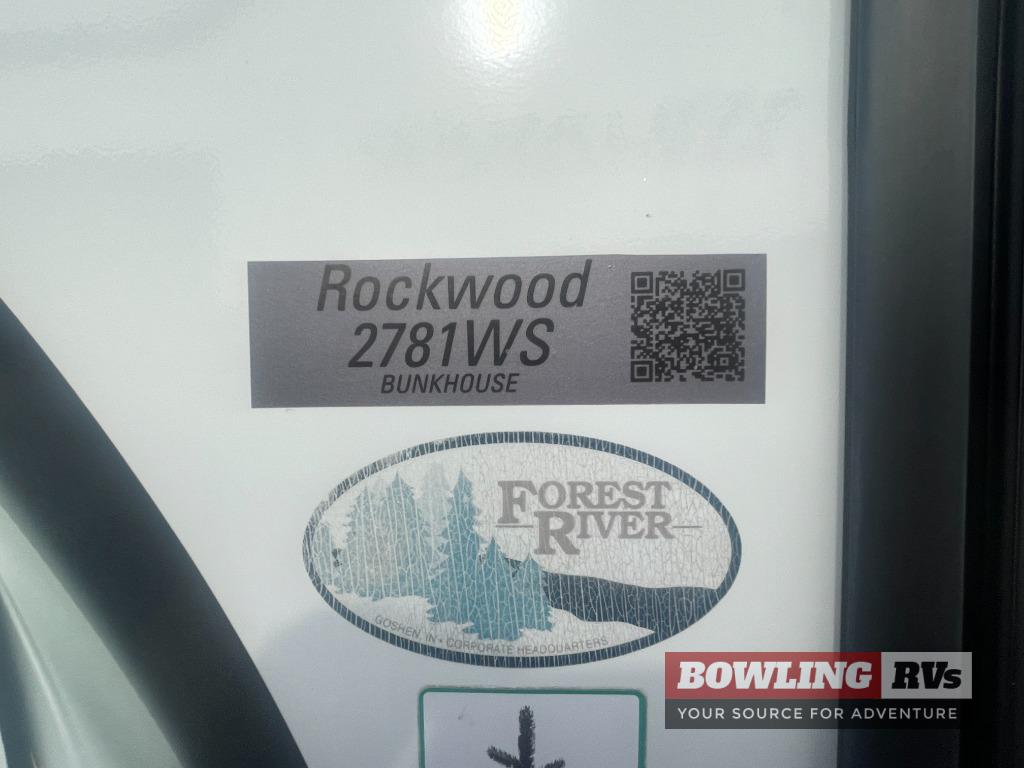 Rockwood
2781WS
BUNKHOUSE
FOREST
RIVER
GOSHEN, IN • CORPORATE HEADQUARTERS
BOWLING RVs
YOUR SOURCE FOR ADVENTURE